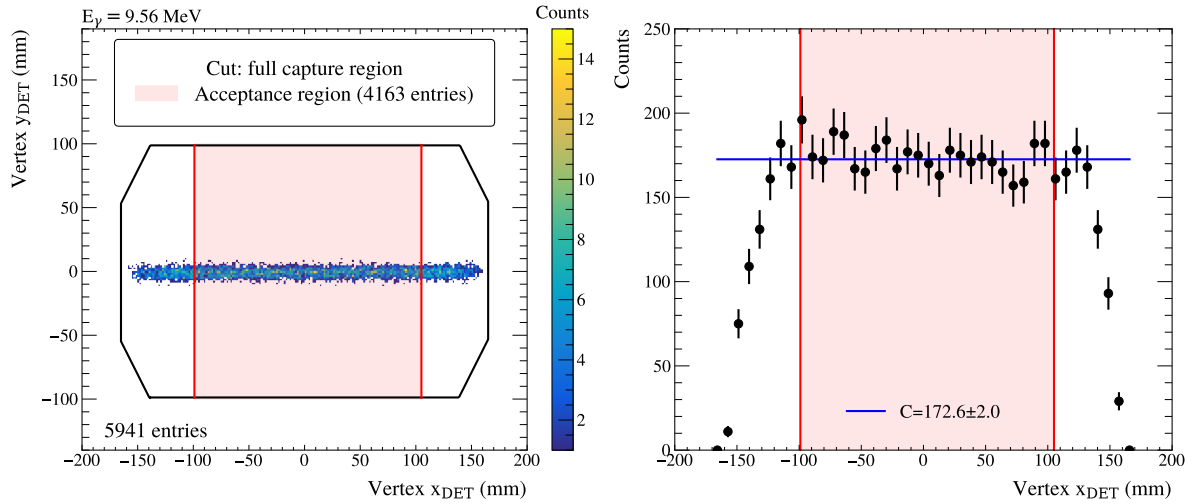 E_γ = 9.56 MeV
Counts
Vertex y_DET (mm)
Cut: full capture region
Acceptance region (4163 entries)
5941 entries
150
100
50
0
−50
−100
−200 −150 −100 −50 0 50 100 150 200
Vertex x_DET (mm)
14
12
10
8
6
4
2
Counts
250
200
150
100
50
0
C=172.6±2.0
−200 −150 −100 −50 0 50 100 150 200
Vertex x_DET (mm)